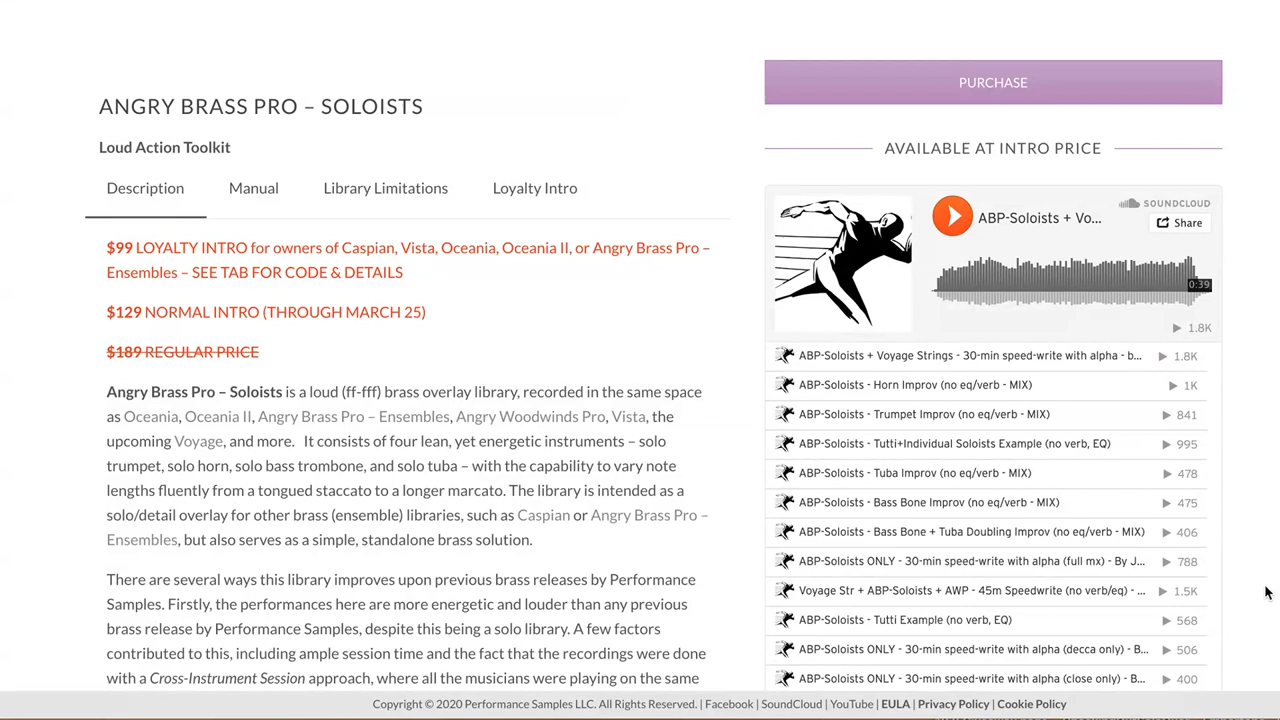 ANGRY BRASS PRO – SOLOISTS
Loud Action Toolkit
Description
Manual
Library Limitations
Loyalty Intro
$99 LOYALTY INTRO for owners of Caspian, Vista, Oceania, Oceania II, or Angry Brass Pro –
Ensembles – SEE TAB FOR CODE & DETAILS
$129 NORMAL INTRO (THROUGH MARCH 25)
$189 REGULAR PRICE
Angry Brass Pro – Soloists is a loud (ff-fff) brass overlay library, recorded in the same space
as Oceania, Oceania II, Angry Brass Pro – Ensembles, Angry Woodwinds Pro, Vista, the
upcoming Voyage, and more. It consists of four lean, yet energetic instruments – solo
trumpet, solo horn, solo bass trombone, and solo tuba – with the capability to vary note
lengths fluently from a tongued staccato to a longer marcato. The library is intended as a
solo/detail overlay for other brass (ensemble) libraries, such as Caspian or Angry Brass Pro –
Ensembles, but also serves as a simple, standalone brass solution.
There are several ways this library improves upon previous brass releases by Performance
Samples. Firstly, the performances here are more energetic and louder than any previous
brass release by Performance Samples, despite this being a solo library. A few factors
contributed to this, including ample session time and the fact that the recordings were done
with a Cross-Instrument Session approach, where all the musicians were playing on the same
PURCHASE
AVAILABLE AT INTRO PRICE
SOUNDCLOUD
ABP-Soloists + Vo...
Share
0:39
1.8K
ABP-Soloists + Voyage Strings - 30-min speed-write with alpha - b... 1.8K
ABP-Soloists - Horn Improv (no eq/verb - MIX) 1K
ABP-Soloists - Trumpet Improv (no eq/verb - MIX) 841
ABP-Soloists - Tutti+Individual Soloists Example (no verb, EQ) 995
ABP-Soloists - Tuba Improv (no eq/verb - MIX) 478
ABP-Soloists - Bass Bone Improv (no eq/verb - MIX) 475
ABP-Soloists - Bass Bone + Tuba Doubling Improv (no eq/verb - MIX) 406
ABP-Soloists ONLY - 30-min speed-write with alpha (full mx) - By J... 788
Voyage Str + ABP-Soloists + AWP - 45m Speedwrite (no verb/eq) - ... 1.5K
ABP-Soloists - Tutti Example (no verb, EQ) 568
ABP-Soloists ONLY - 30-min speed-write with alpha (decca only) - B... 506
ABP-Soloists ONLY - 30-min speed-write with alpha (close only) - B... 400
Copyright © 2020 Performance Samples LLC. All Rights Reserved. | Facebook | SoundCloud | YouTube | EULA | Privacy Policy | Cookie Policy